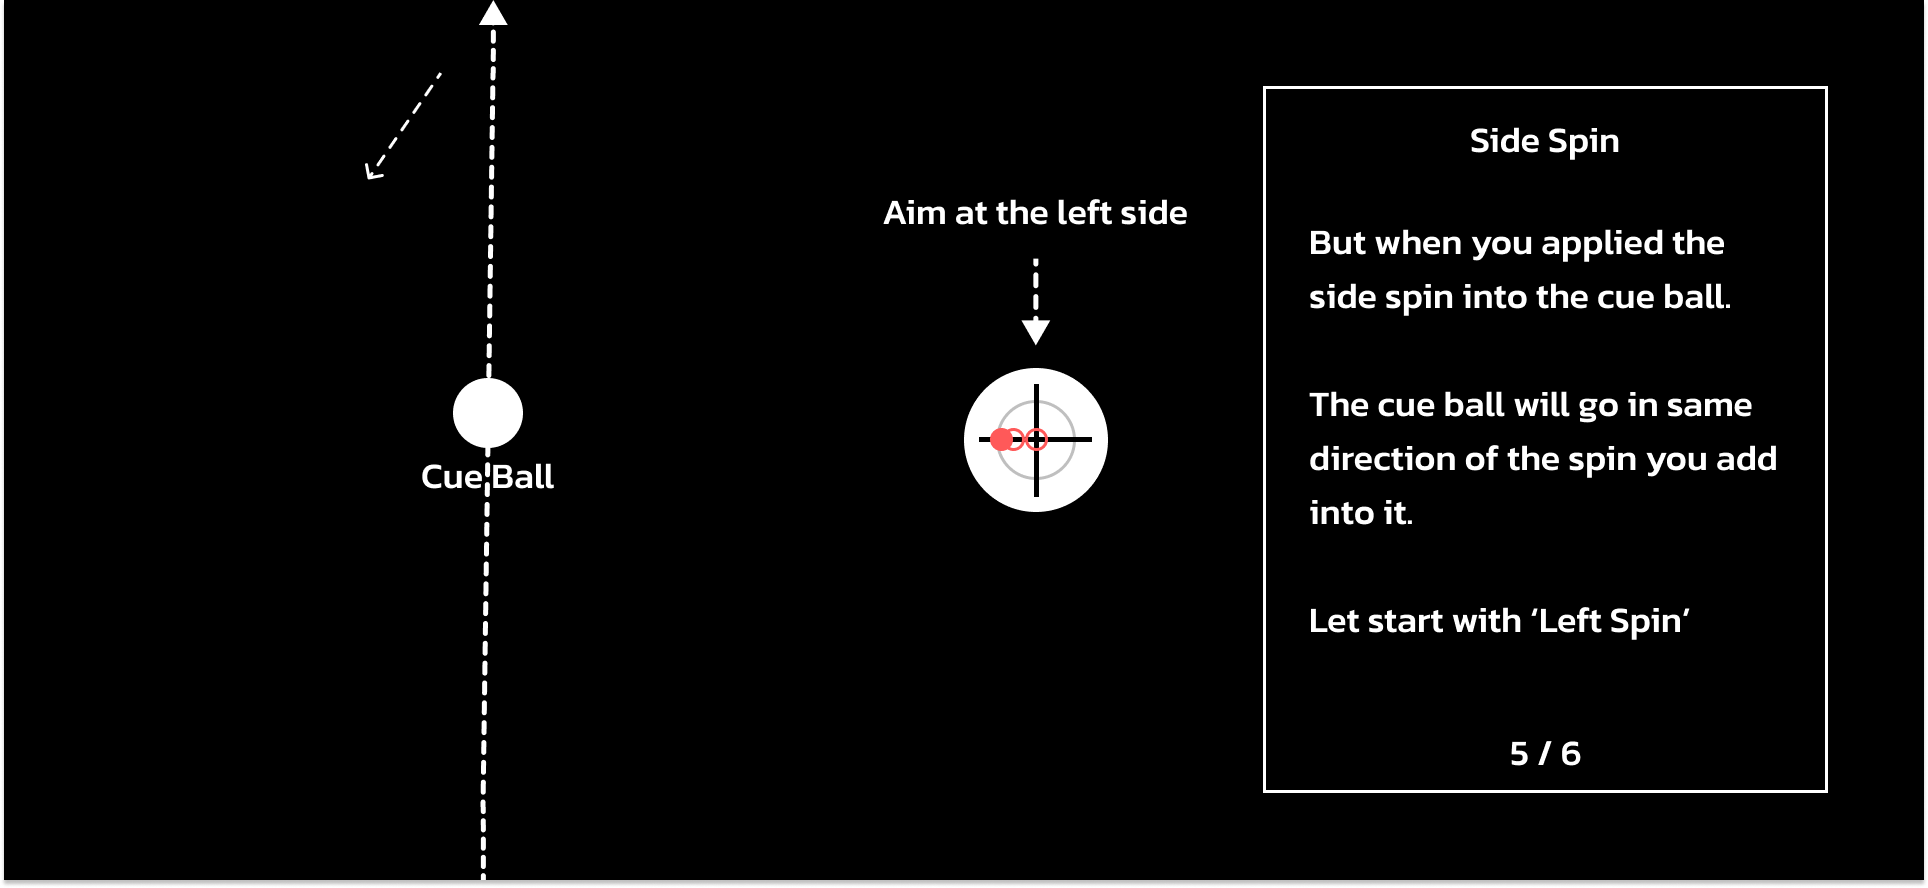 Cue Ball
Aim at the left side
Side Spin
But when you applied the
side spin into the cue ball.
The cue ball will go in same
direction of the spin you add
into it.
Let start with ‘Left Spin’
5 / 6